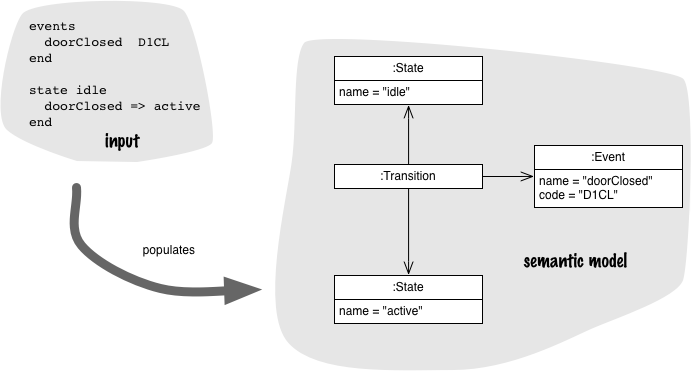 events
  doorClosed  D1CL
end

state idle
  doorClosed => active
end
input
populates
:State
name = "idle"
:Transition
:Event
name = "doorClosed"
code = "D1CL"
semantic model
:State
name = "active"